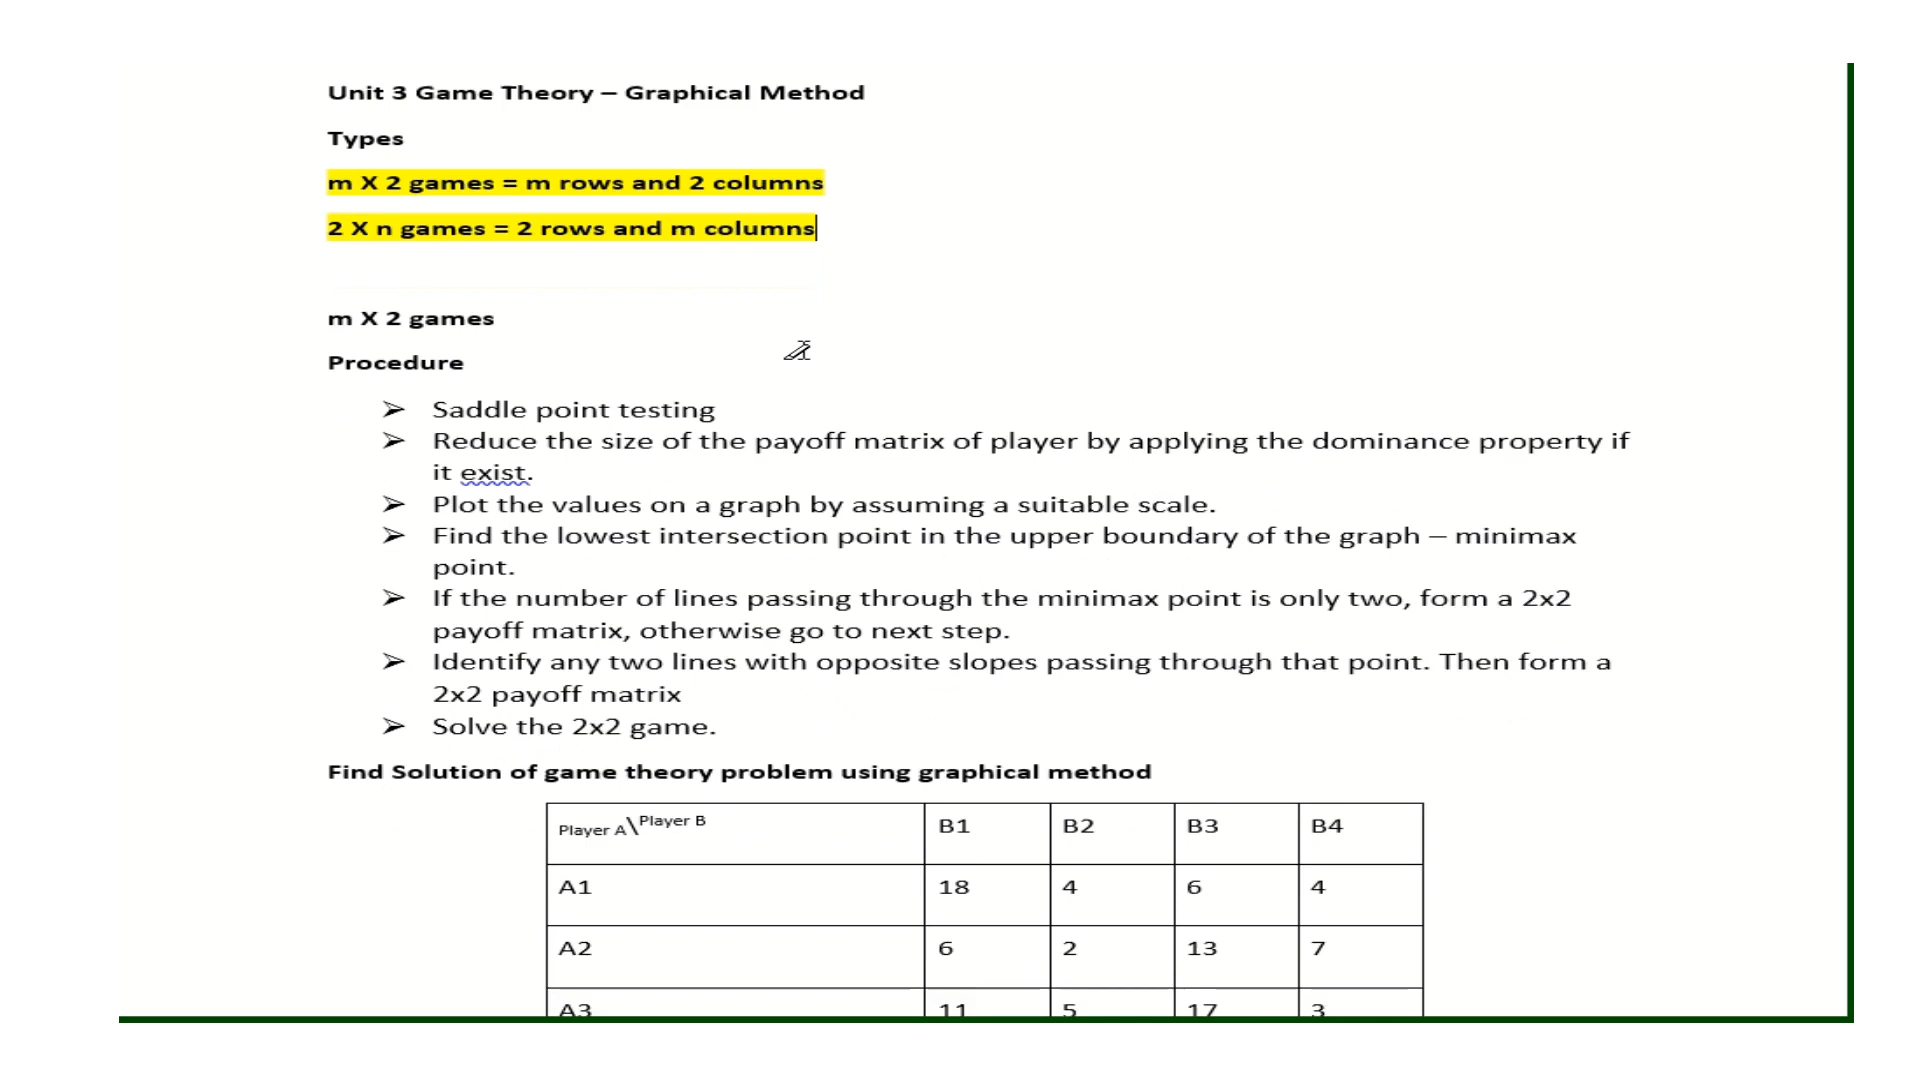 Unit 3 Game Theory – Graphical Method
Types
m X 2 games = m rows and 2 columns
2 X n games = 2 rows and m columns
m X 2 games
Procedure
➢ Saddle point testing
➢ Reduce the size of the payoff matrix of player by applying the dominance property if
it exist.
➢ Plot the values on a graph by assuming a suitable scale.
➢ Find the lowest intersection point in the upper boundary of the graph – minimax
point.
➢ If the number of lines passing through the minimax point is only two, form a 2x2
payoff matrix, otherwise go to next step.
➢ Identify any two lines with opposite slopes passing through that point. Then form a
2x2 payoff matrix
➢ Solve the 2x2 game.
Find Solution of game theory problem using graphical method
Player A\Player B B1 B2 B3 B4
A1 18 4 6 4
A2 6 2 13 7
A3 11 5 17 3